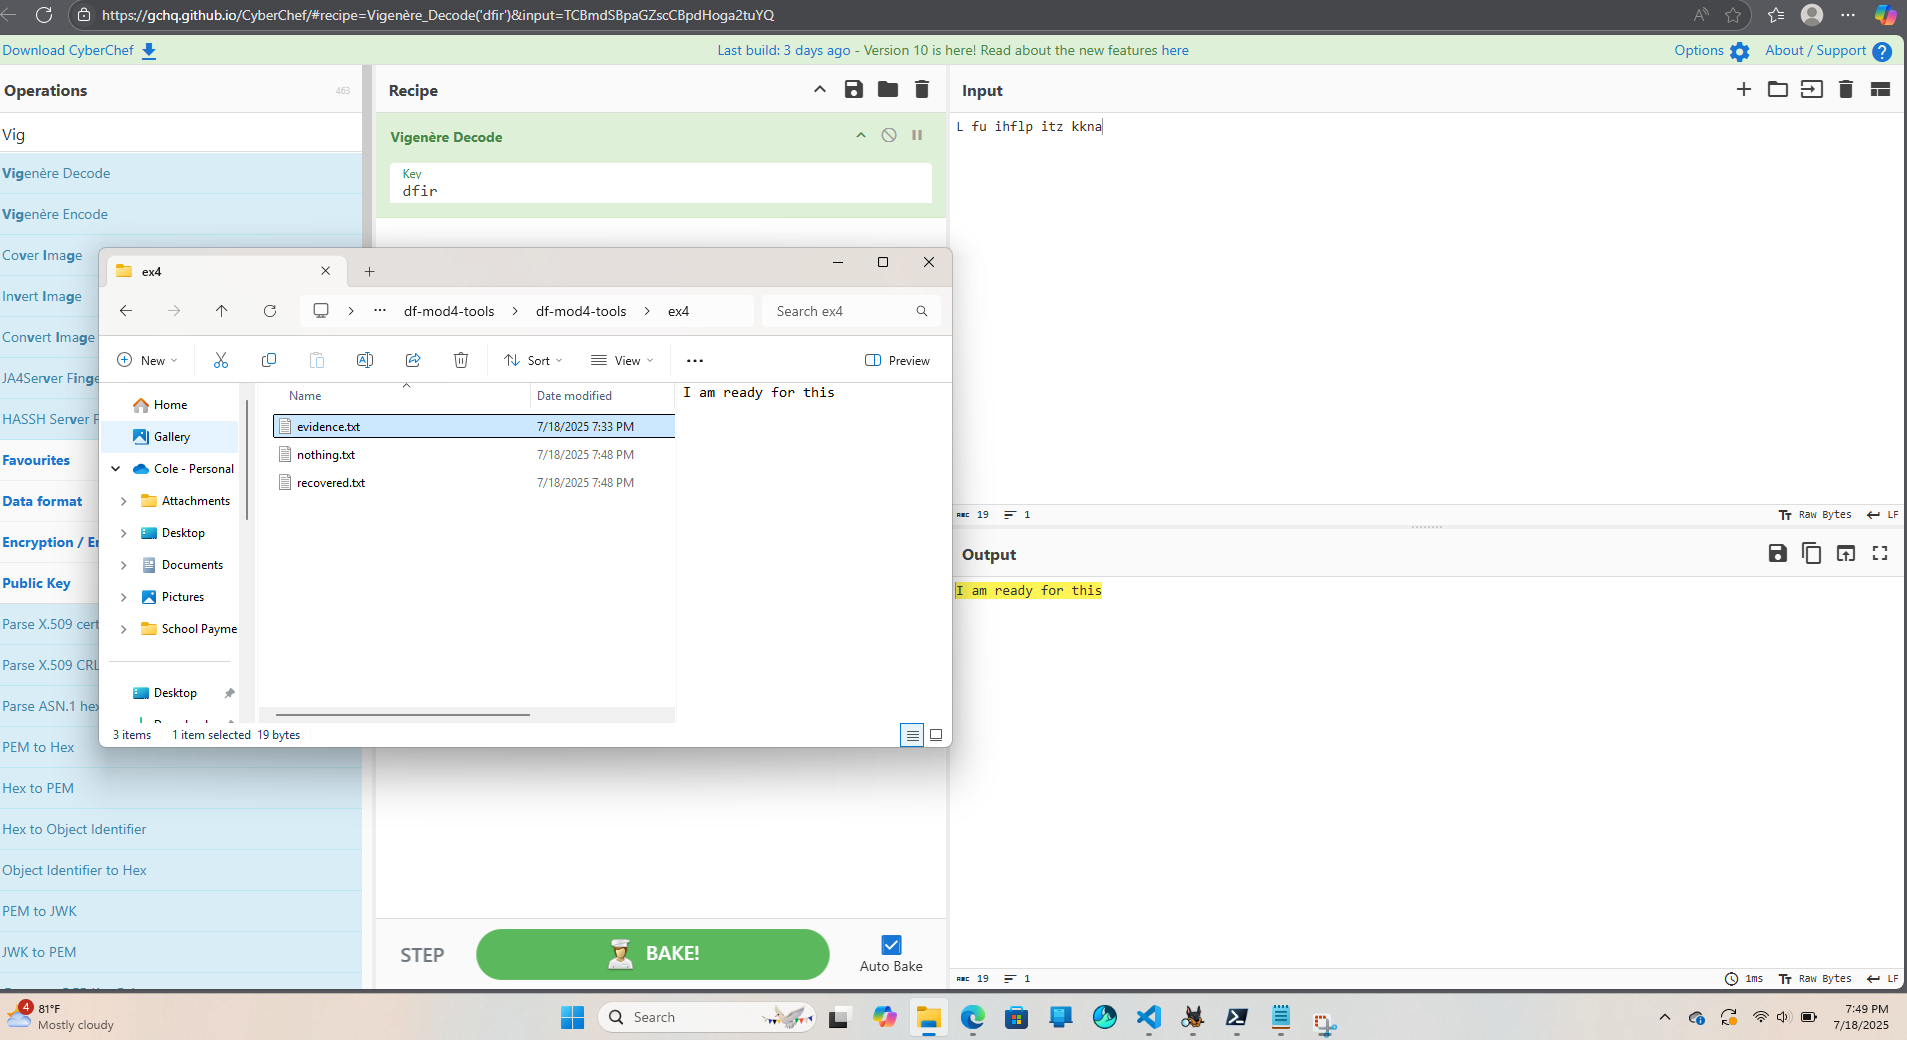 https://gchq.github.io/CyberChef/#recipe=Vigenère_Decode('dfir')&input=TCBmdSBpaGZscCBpdHoga2tuYQ
Download CyberChef
Last build: 3 days ago - Version 10 is here! Read about the new features here
Options
About / Support
Operations
463
Vig
Vigenère Decode
Vigenère Encode
Cover Image
Invert Image
Convert Image
JA4Server Finge
HASSH Server F
Favourites
Data format
Encryption / En
Public Key
Parse X.509 cert
Parse X.509 CRL
Parse ASN.1 hex
PEM to Hex
Hex to PEM
Hex to Object Identifier
Object Identifier to Hex
PEM to JWK
JWK to PEM
Recipe
Vigenère Decode
Key
dfir
STEP
BAKE!
Auto Bake
Input
L fu ihflp itz kkna
19
1
Raw Bytes
LF
Output
I am ready for this
19
1
1ms
Raw Bytes
LF
ex4
df-mod4-tools
df-mod4-tools
ex4
Search ex4
New
Sort
View
Preview
Home
Gallery
Cole - Personal
Attachments
Desktop
Documents
Pictures
School Payme
Desktop
Name
Date modified
evidence.txt 7/18/2025 7:33 PM
nothing.txt 7/18/2025 7:48 PM
recovered.txt 7/18/2025 7:48 PM
I am ready for this
3 items
1 item selected 19 bytes
4
81°F
Mostly cloudy
Search
7:49 PM
7/18/2025